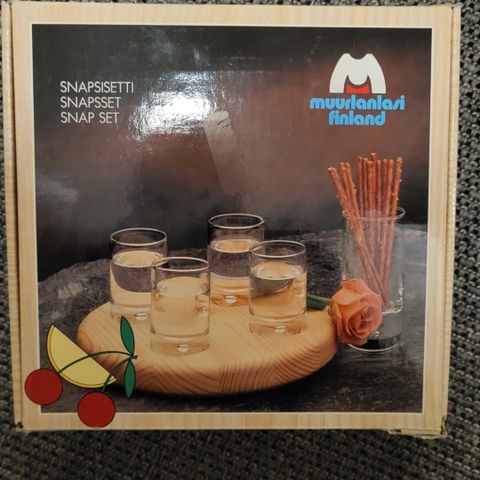 SNAPSISETTI
SNAPSSET
SNAP SET
muurlanlasi
finland